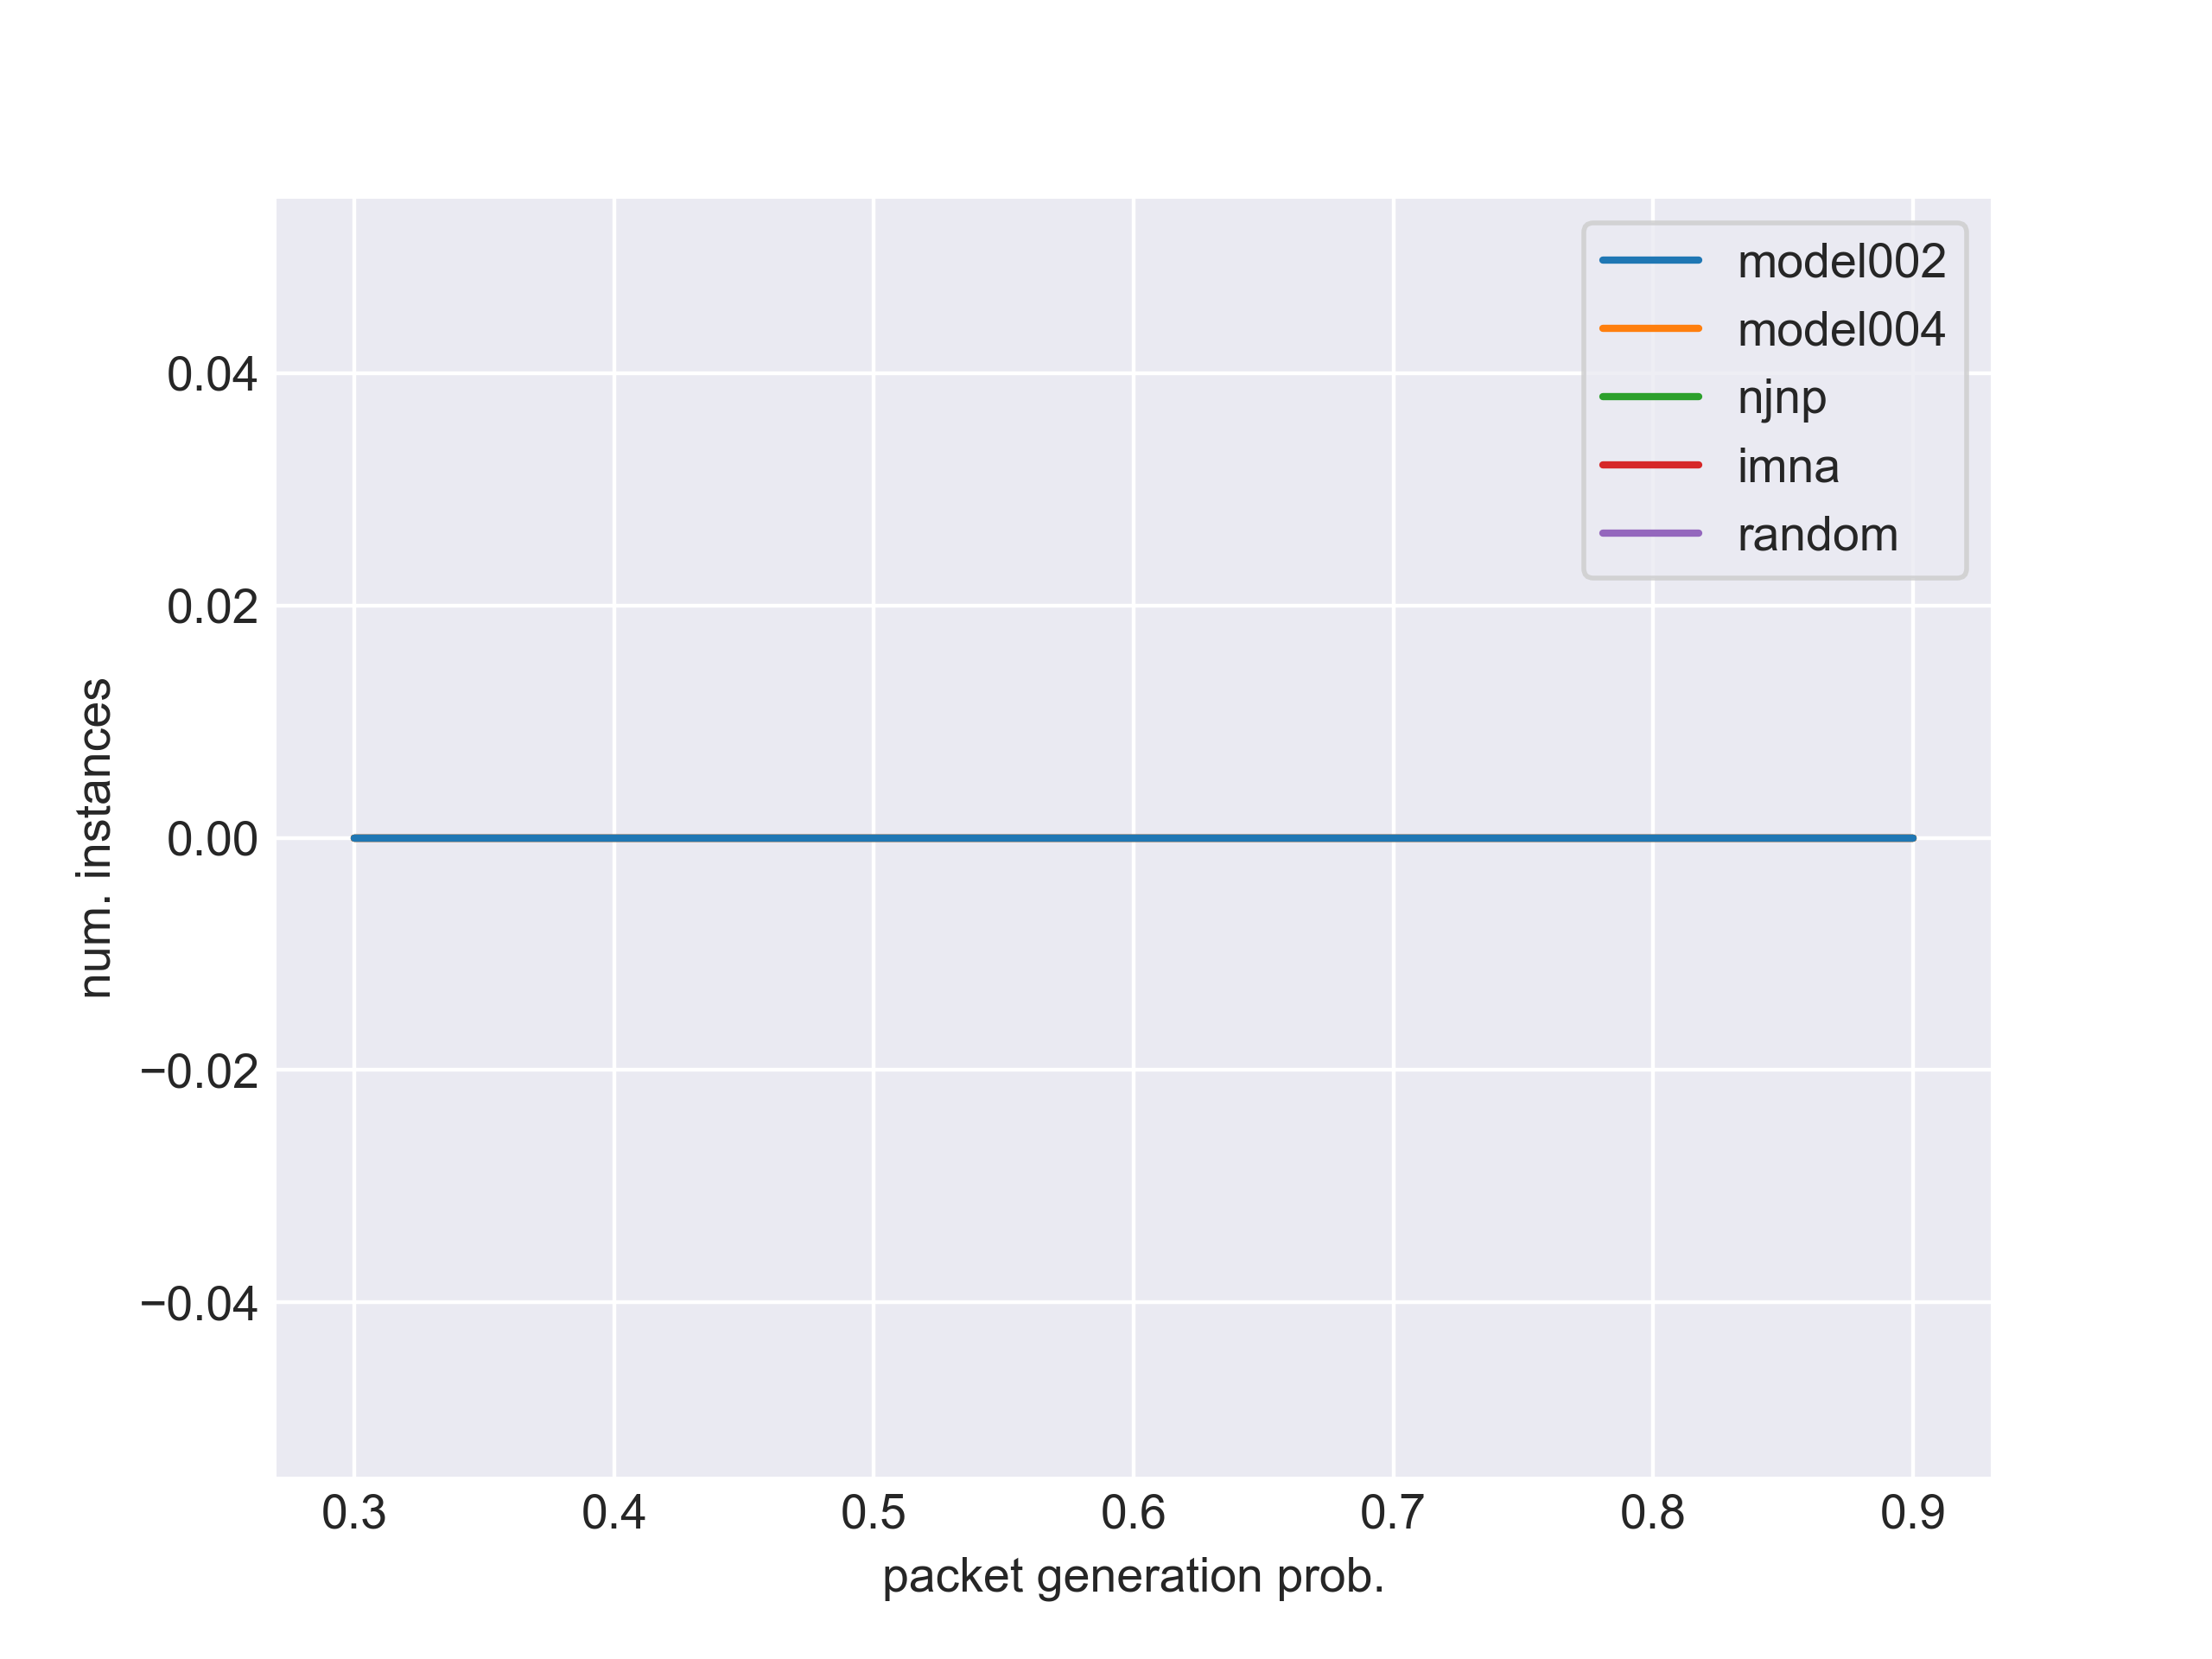 model002
model004
njnp
imna
random
0.04
0.02
0.00
−0.02
−0.04
num. instances
0.3 0.4 0.5 0.6 0.7 0.8 0.9
packet generation prob.